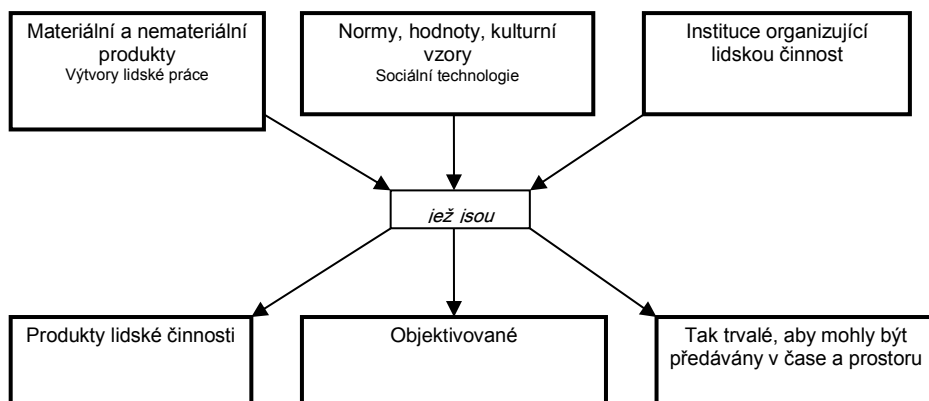 Materiální a nemateriální
produkty
Výtvory lidské práce
Normy, hodnoty, kulturní
vzory
Sociální technologie
Instituce organizující
lidskou činnost
jež jsou
Produkty lidské činnosti
Objektivované
Tak trvalé, aby mohly být
předávány v čase a prostoru